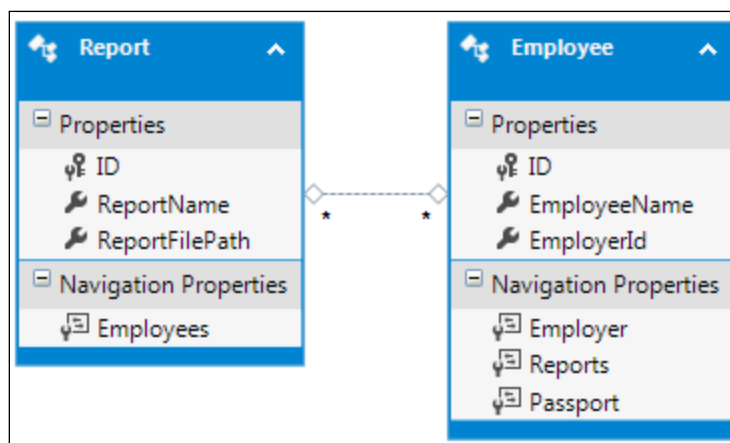 Report
Properties
ID
ReportName
ReportFilePath
Navigation Properties
Employees
* *
Employee
Properties
ID
EmployeeName
EmployerId
Navigation Properties
Employer
Reports
Passport